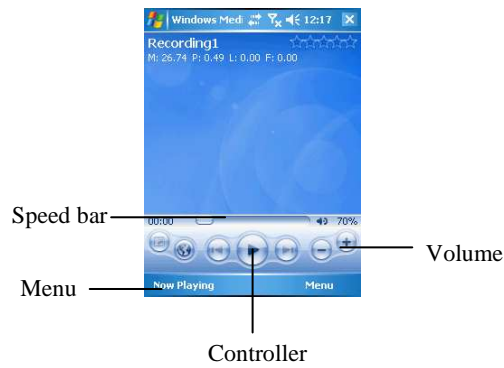 Windows Medi 12:17
Recording1
M: 26.74 P: 0.49 L: 0.00 F: 0.00
Speed bar
00:00 70%
Volume
Menu
Now Playing Menu
Controller